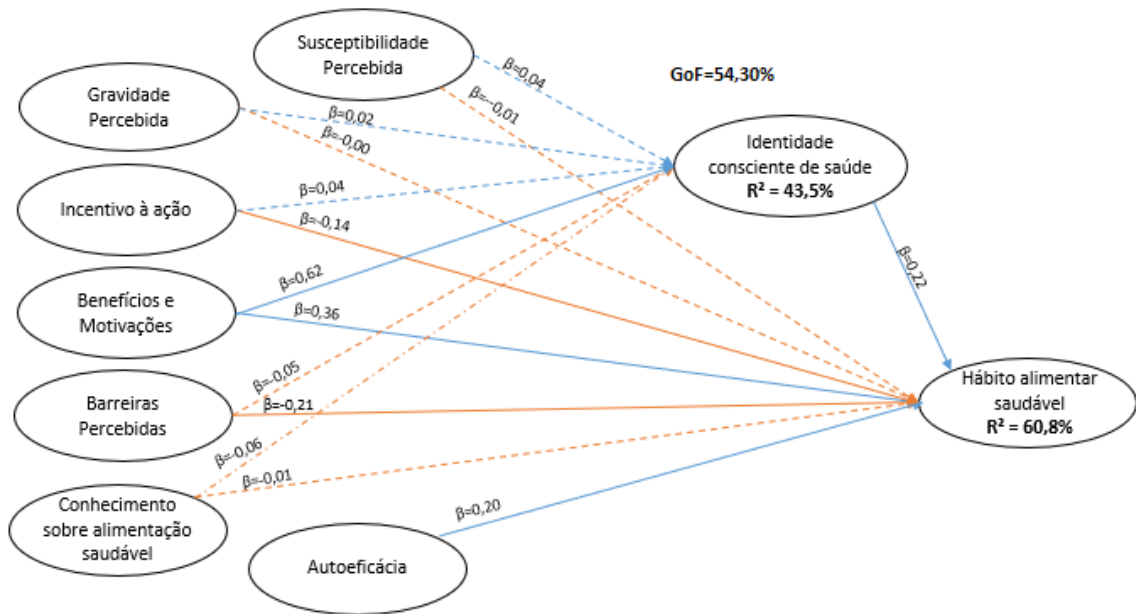 Susceptibilidade
Percebida
β=0,04
β=–0,01
GoF=54,30%
Gravidade
Percebida
β=0,02
β=-0,00
Identidade
consciente de saúde
R² = 43,5%
Incentivo à ação
β=0,04
β=-0,14
β=0,22
Benefícios e
Motivações
β=0,62
β=0,36
Hábito alimentar
saudável
R² = 60,8%
Barreiras
Percebidas
β=-0,05
β=-0,21
β=-0,06
β=-0,01
Conhecimento
sobre alimentação
saudável
β=0,20
Autoeficácia